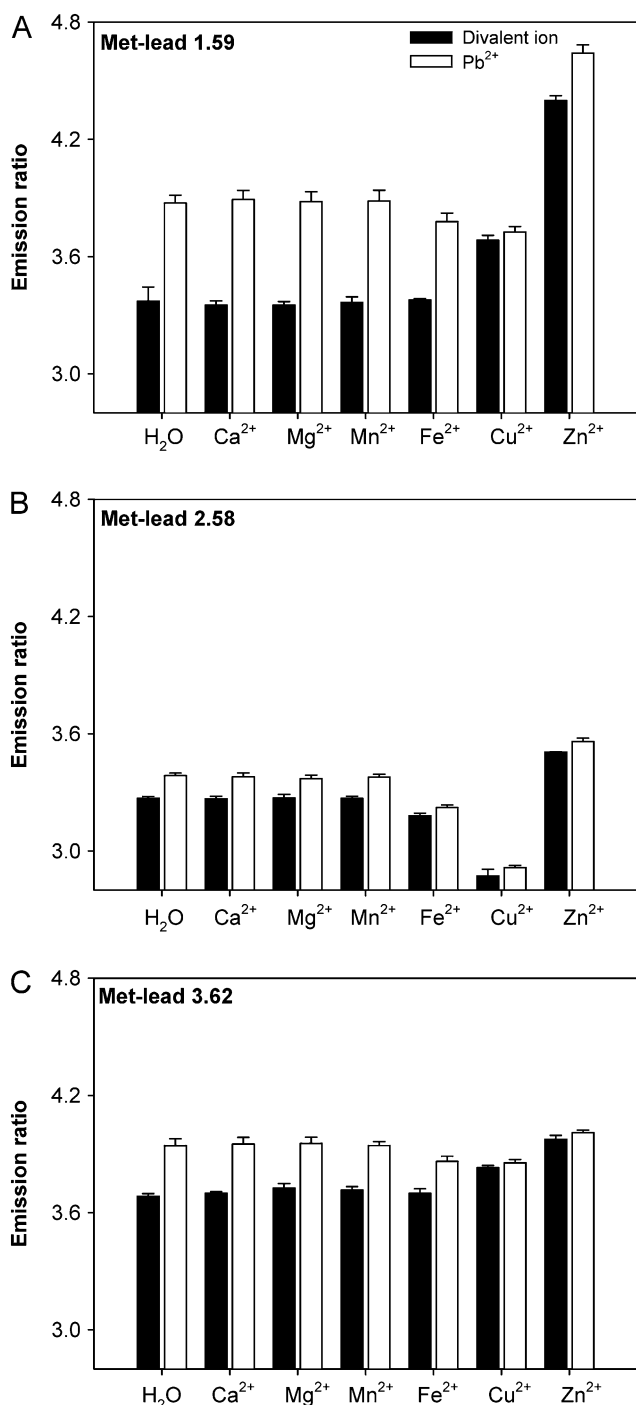 A
Met-lead 1.59
Divalent ion
Pb²⁺
Emission ratio
4.8
4.2
3.6
3.0
H₂O Ca²⁺ Mg²⁺ Mn²⁺ Fe²⁺ Cu²⁺ Zn²⁺
B
Met-lead 2.58
Emission ratio
4.8
4.2
3.6
3.0
H₂O Ca²⁺ Mg²⁺ Mn²⁺ Fe²⁺ Cu²⁺ Zn²⁺
C
Met-lead 3.62
Emission ratio
4.8
4.2
3.6
3.0
H₂O Ca²⁺ Mg²⁺ Mn²⁺ Fe²⁺ Cu²⁺ Zn²⁺